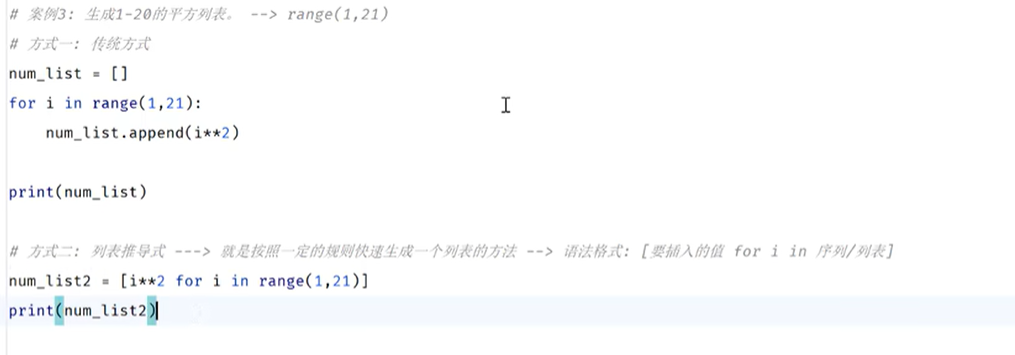 # 案例3: 生成1-20的平方列表。 --> range(1,21)
# 方式一: 传统方式
num_list = []
for i in range(1,21):
    num_list.append(i**2)
print(num_list)
# 方式二: 列表推导式 ---> 就是按照一定的规则快速生成一个列表的方法 --> 语法格式: [要插入的值 for i in 序列/列表]
num_list2 = [i**2 for i in range(1,21)]
print(num_list2)